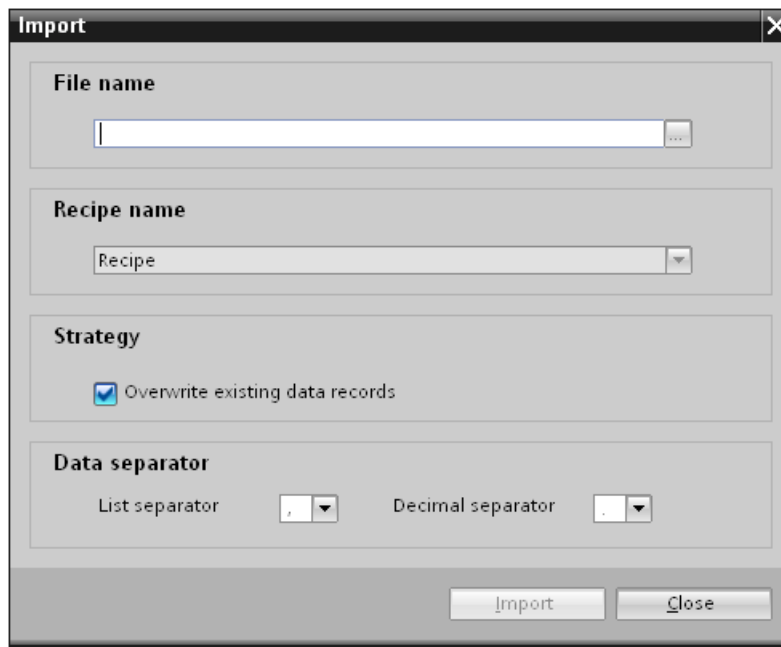 Import
File name
...
Recipe name
Recipe
Strategy
Overwrite existing data records
Data separator
List separator , Decimal separator .
Import Close